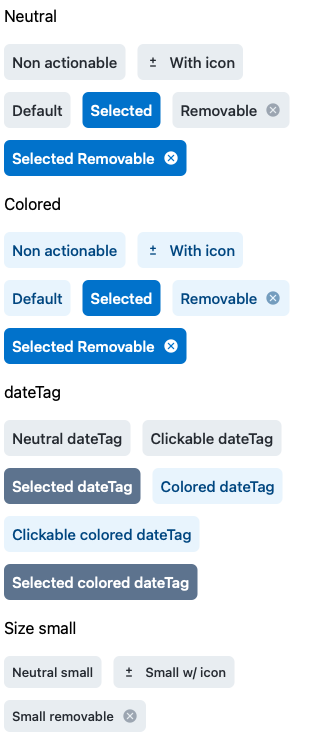 Neutral
Non actionable ± With icon
Default Selected Removable
Selected Removable
Colored
Non actionable ± With icon
Default Selected Removable
Selected Removable
dateTag
Neutral dateTag Clickable dateTag
Selected dateTag Colored dateTag
Clickable colored dateTag
Selected colored dateTag
Size small
Neutral small ± Small w/ icon
Small removable